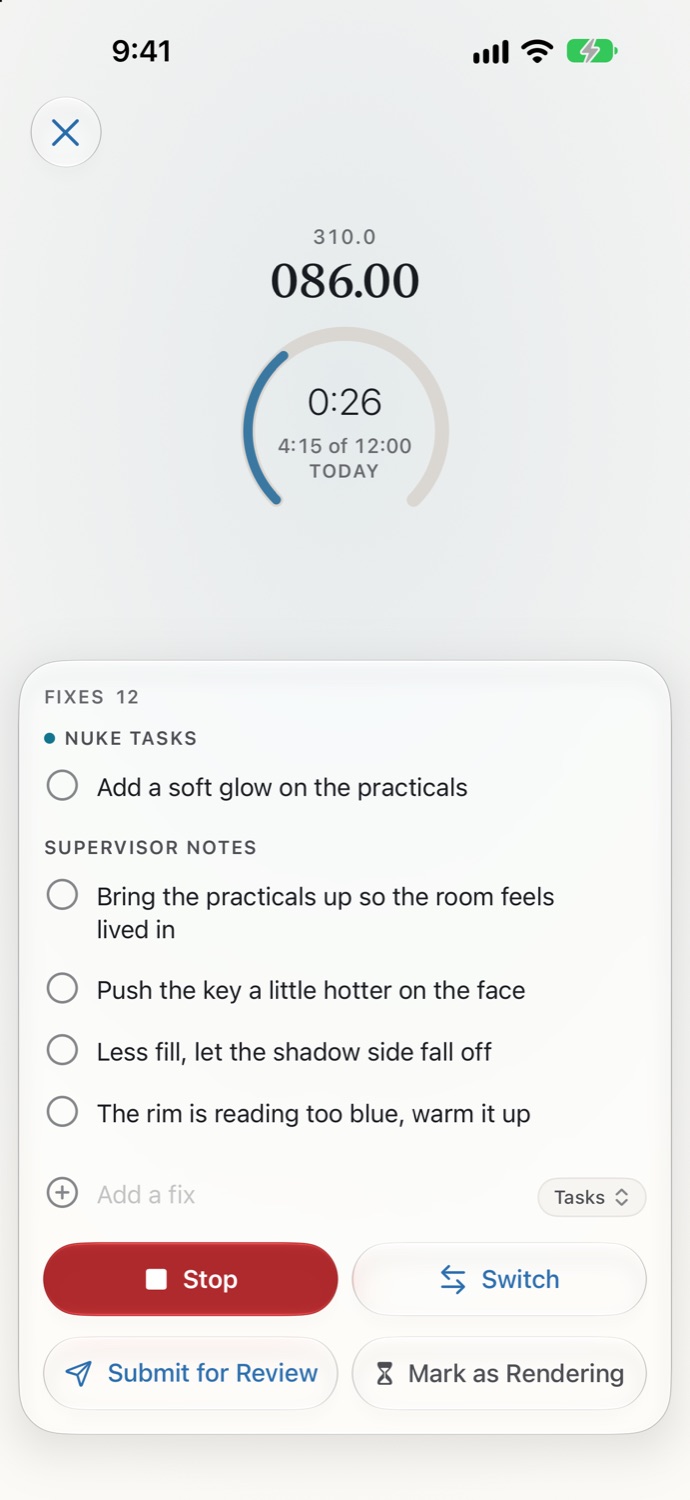 9:41
310.0
086.00
0:26
4:15 of 12:00
TODAY
FIXES 12
NUKE TASKS
Add a soft glow on the practicals
SUPERVISOR NOTES
Bring the practicals up so the room feels
lived in
Push the key a little hotter on the face
Less fill, let the shadow side fall off
The rim is reading too blue, warm it up
Add a fix
Tasks
Stop
Switch
Submit for Review
Mark as Rendering